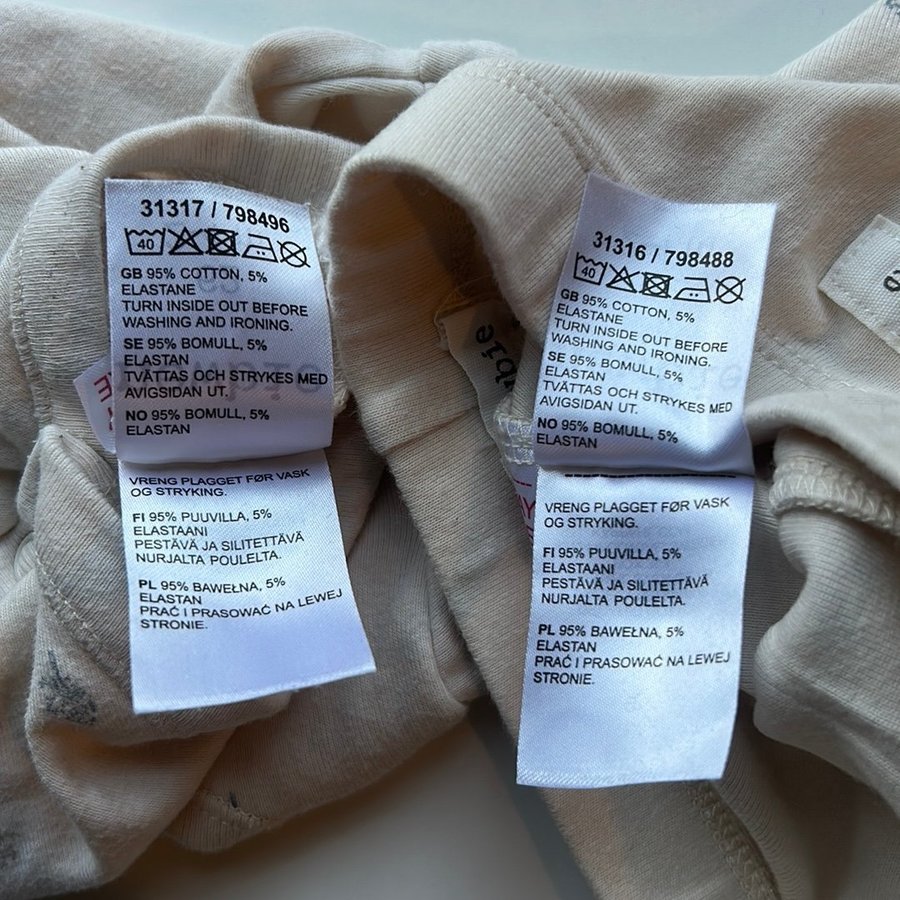 31317 / 798496
40
GB 95% COTTON, 5%
ELASTANE
TURN INSIDE OUT BEFORE
WASHING AND IRONING.
SE 95% BOMULL, 5%
ELASTAN
TVÄTTAS OCH STRYKES MED
AVIGSIDAN UT.
NO 95% BOMULL, 5%
ELASTAN
VRENG PLAGGET FØR VASK
OG STRYKING.
FI 95% PUUVILLA, 5%
ELASTAANI
PESTÄVÄ JA SILITETTÄVÄ
NURJALTA POULELTA.
PL 95% BAWEŁNA, 5%
ELASTAN
PRAĆ I PRASOWAĆ NA LEWEJ
STRONIE.
31316 / 798488
40
GB 95% COTTON, 5%
ELASTANE
TURN INSIDE OUT BEFORE
WASHING AND IRONING.
SE 95% BOMULL, 5%
ELASTAN
TVÄTTAS OCH STRYKES MED
AVIGSIDAN UT.
NO 95% BOMULL, 5%
ELASTAN
VRENG PLAGGET FØR VASK
OG STRYKING.
FI 95% PUUVILLA, 5%
ELASTAANI
PESTÄVÄ JA SILITETTÄVÄ
NURJALTA POULELTA.
PL 95% BAWEŁNA, 5%
ELASTAN
PRAĆ I PRASOWAĆ NA LEWEJ
STRONIE.